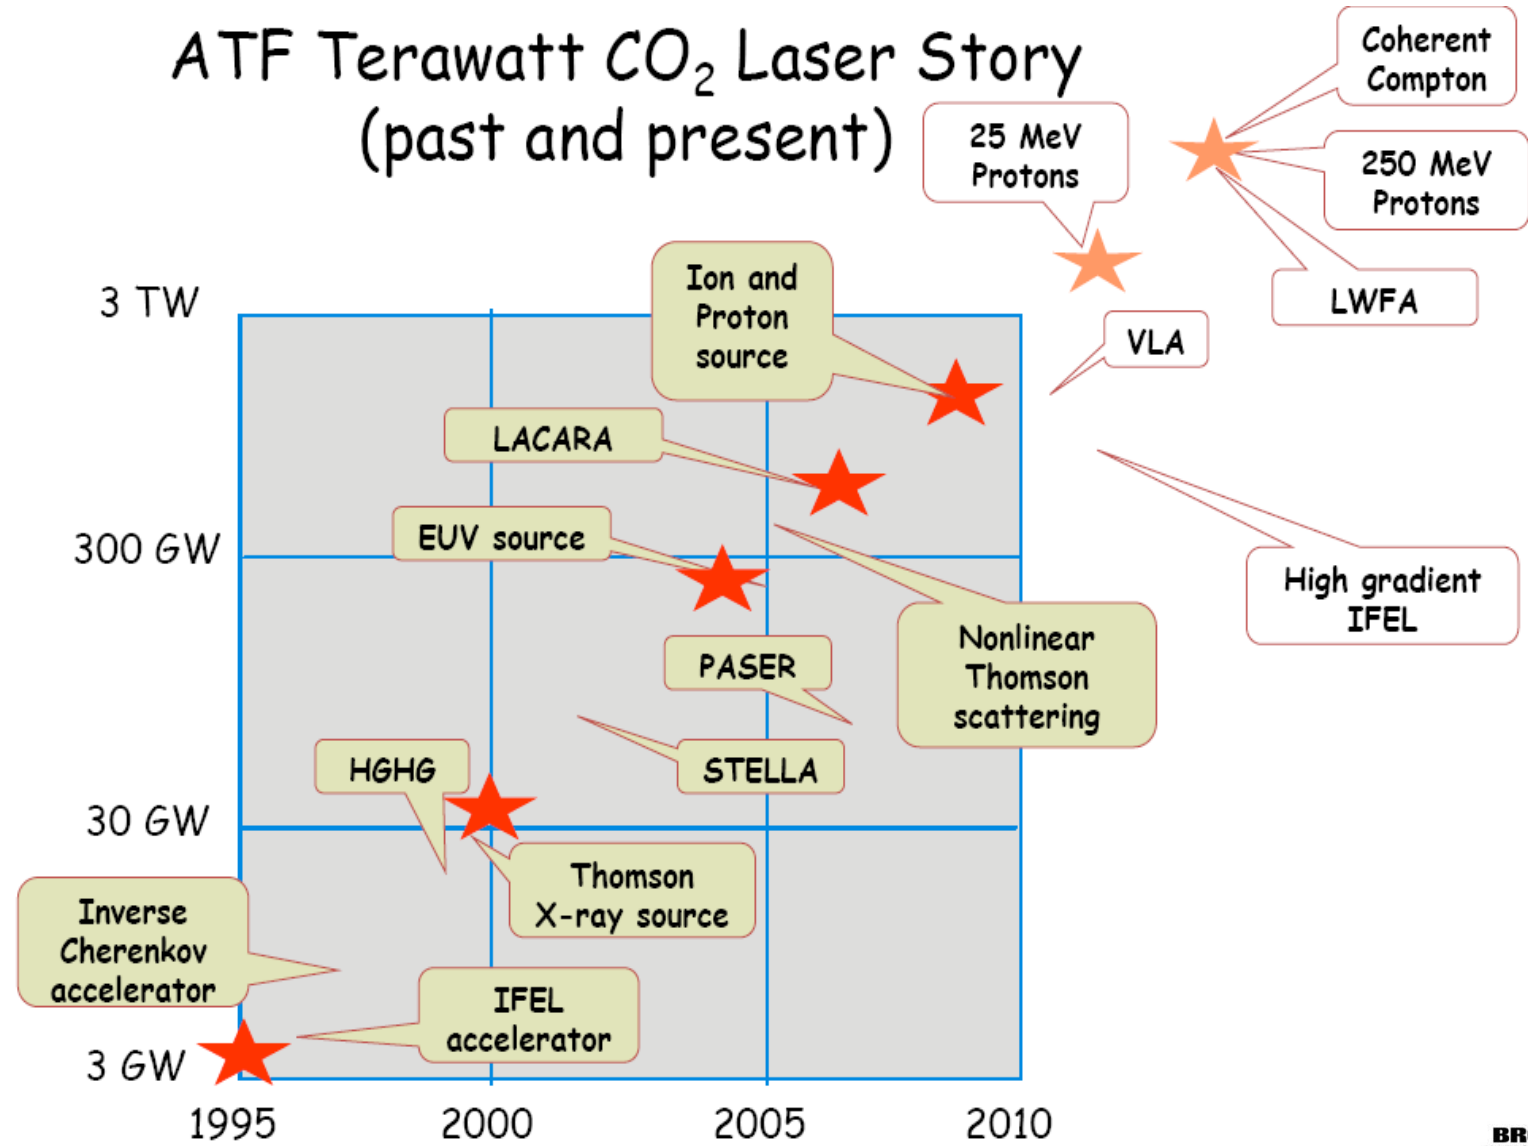 ATF Terawatt CO₂ Laser Story
(past and present)
Coherent
Compton
25 MeV
Protons
250 MeV
Protons
LWFA
Ion and
Proton
source
3 TW
VLA
LACARA
EUV source
300 GW
High gradient
IFEL
Nonlinear
Thomson
scattering
PASER
HGHG
STELLA
30 GW
Thomson
X-ray source
Inverse
Cherenkov
accelerator
IFEL
accelerator
3 GW
1995 2000 2005 2010
BR